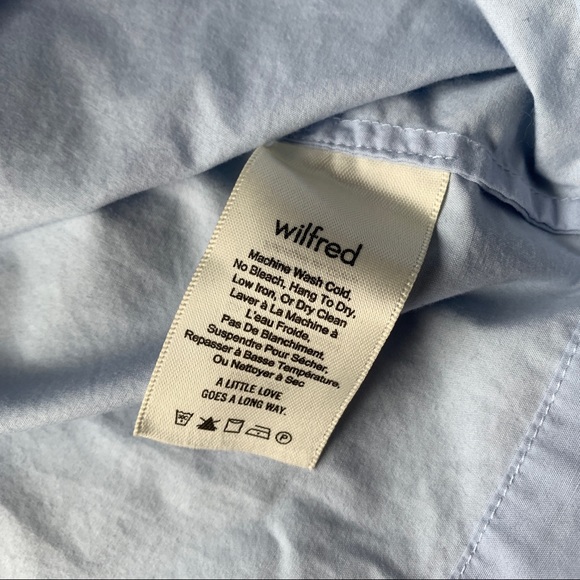 wilfred
Machine Wash Cold,
No Bleach, Hang To Dry.
Low Iron, Or Dry Clean
Laver à La Machine à
L'eau Froide.
Pas De Blanchiment.
Suspendre Pour Sécher.
Repasser à Basse Température.
Ou Nettoyer à Sec
A LITTLE LOVE
GOES A LONG WAY.